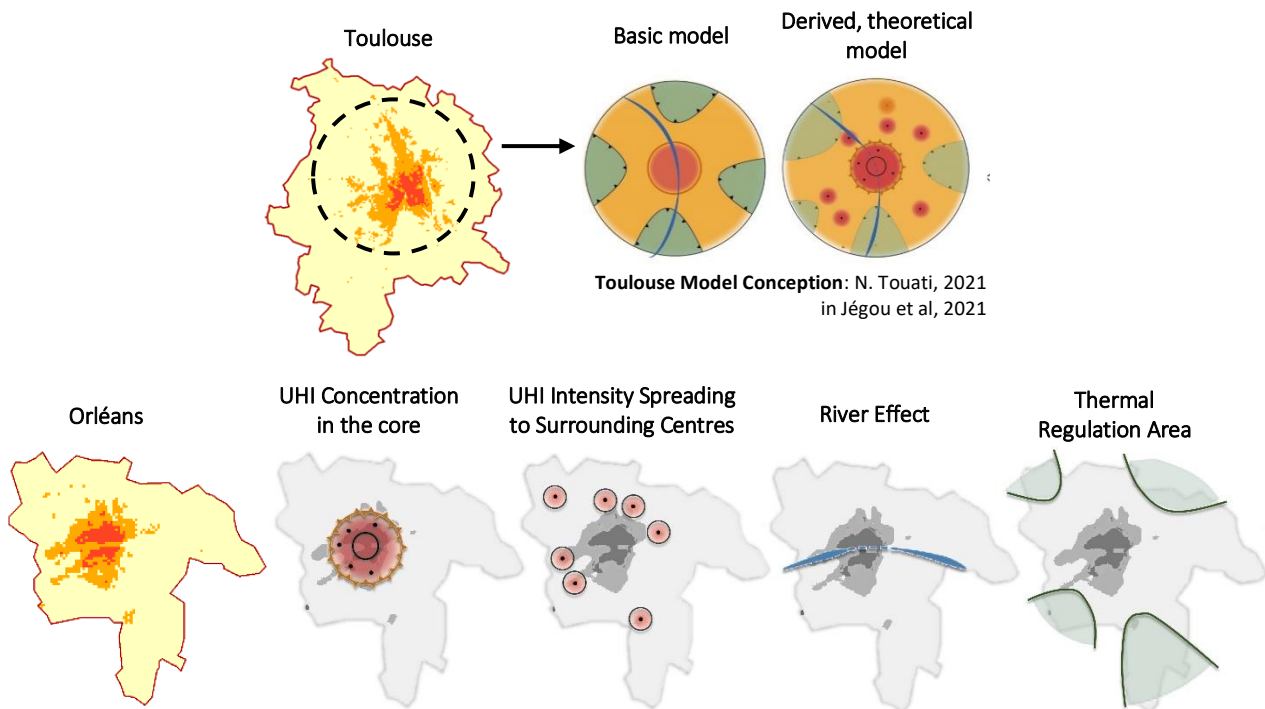 Toulouse
Basic model
Derived, theoretical
model
Toulouse Model Conception: N. Touati, 2021
in Jégou et al, 2021
Orléans
UHI Concentration
in the core
UHI Intensity Spreading
to Surrounding Centres
River Effect
Thermal
Regulation Area